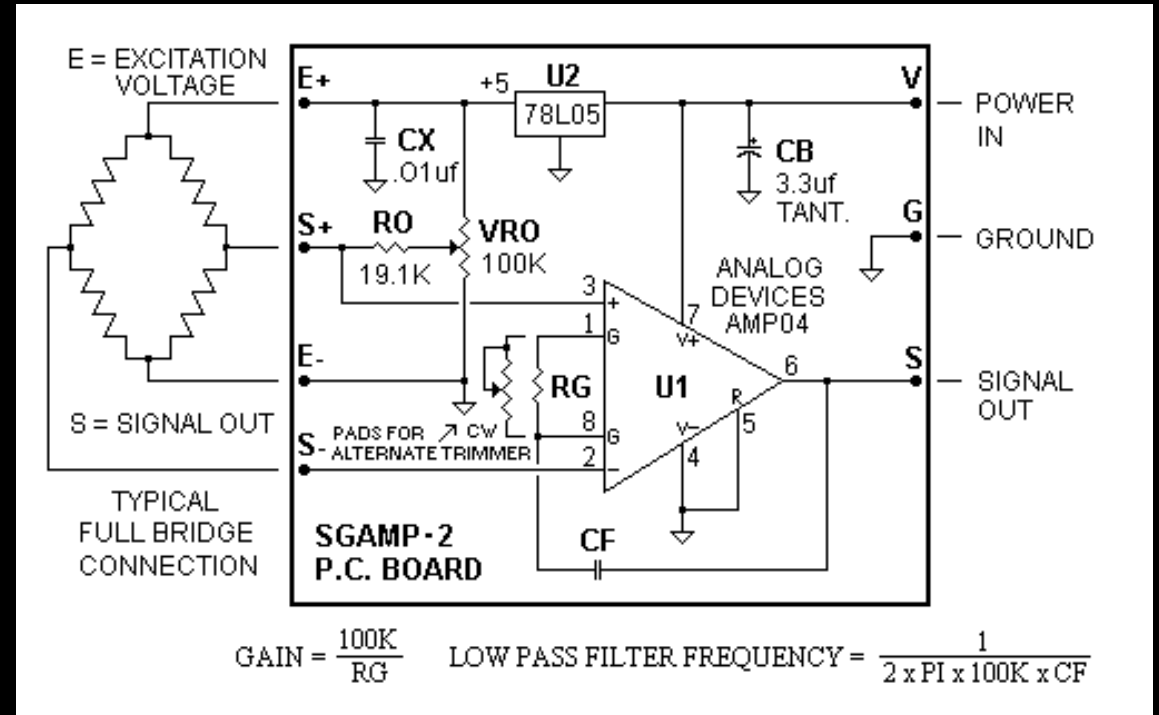 E = EXCITATION
VOLTAGE
E+
+5
U2
78L05
V
POWER
IN
CX
.01uf
CB
3.3uf
TANT.
S+
RO
19.1K
VRO
100K
G
GROUND
ANALOG
DEVICES
AMP04
3
+
1
G
7
V+
E-
RG
U1
6
S
SIGNAL
OUT
R
5
S = SIGNAL OUT
PADS FOR ↗ CW
ALTERNATE TRIMMER
S-
8
G
2
−
V-
4
TYPICAL
FULL BRIDGE
CONNECTION
SGAMP-2
P.C. BOARD
CF
GAIN = 100K / RG
LOW PASS FILTER FREQUENCY = 1 / 2 x PI x 100K x CF